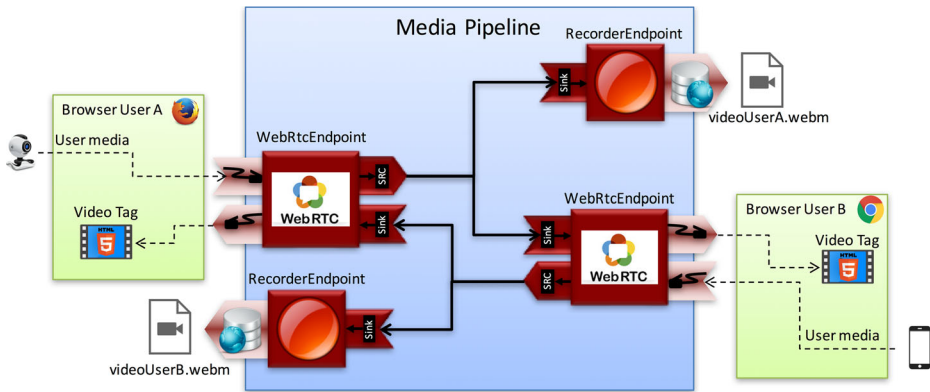 Media Pipeline
RecorderEndpoint
Sink
videoUserA.webm
Browser User A
User media
WebRtcEndpoint
SRC
WebRTC
Sink
Video Tag
HTML
5
WebRtcEndpoint
Sink
WebRTC
SRC
Browser User B
Video Tag
HTML
5
User media
RecorderEndpoint
Sink
videoUserB.webm